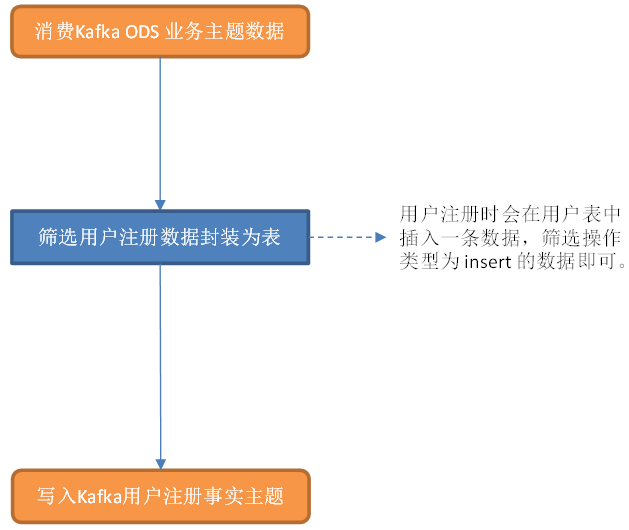 消费Kafka ODS 业务主题数据
筛选用户注册数据封装为表
用户注册时会在用户表中
插入一条数据，筛选操作
类型为 insert 的数据即可。
写入Kafka用户注册事实主题